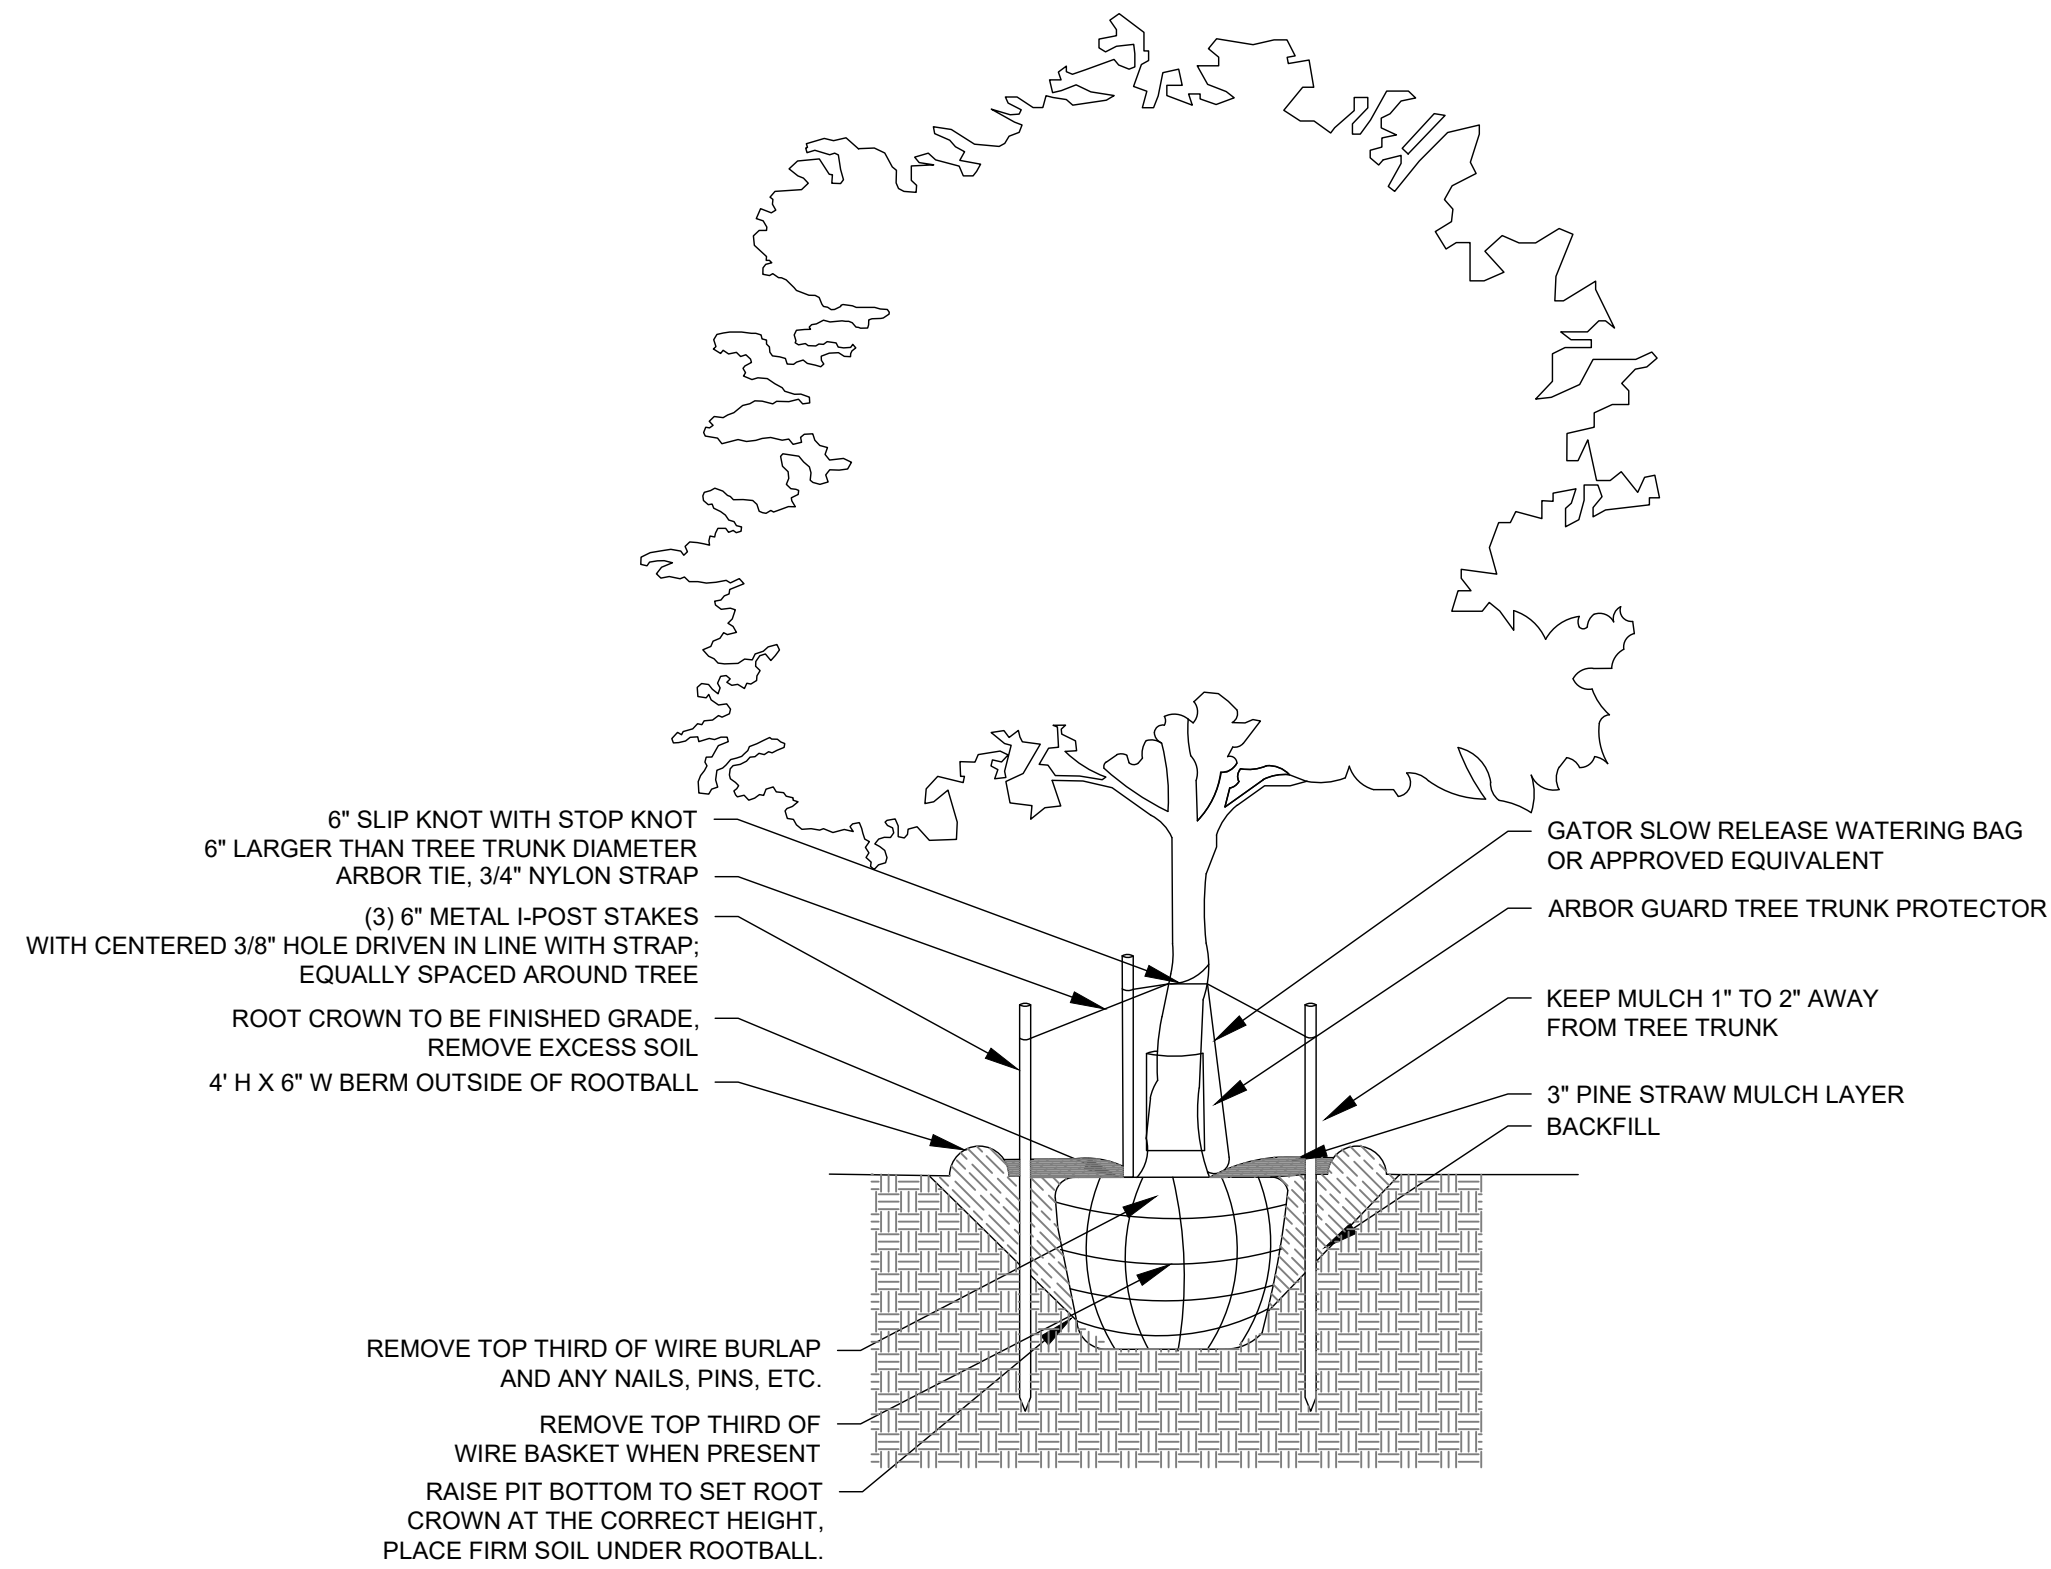 6" SLIP KNOT WITH STOP KNOT
6" LARGER THAN TREE TRUNK DIAMETER
ARBOR TIE, 3/4" NYLON STRAP
(3) 6" METAL I-POST STAKES
WITH CENTERED 3/8" HOLE DRIVEN IN LINE WITH STRAP;
EQUALLY SPACED AROUND TREE
ROOT CROWN TO BE FINISHED GRADE,
REMOVE EXCESS SOIL
4' H X 6" W BERM OUTSIDE OF ROOTBALL
GATOR SLOW RELEASE WATERING BAG
OR APPROVED EQUIVALENT
ARBOR GUARD TREE TRUNK PROTECTOR
KEEP MULCH 1" TO 2" AWAY
FROM TREE TRUNK
3" PINE STRAW MULCH LAYER
BACKFILL
REMOVE TOP THIRD OF WIRE BURLAP
AND ANY NAILS, PINS, ETC.
REMOVE TOP THIRD OF
WIRE BASKET WHEN PRESENT
RAISE PIT BOTTOM TO SET ROOT
CROWN AT THE CORRECT HEIGHT,
PLACE FIRM SOIL UNDER ROOTBALL.